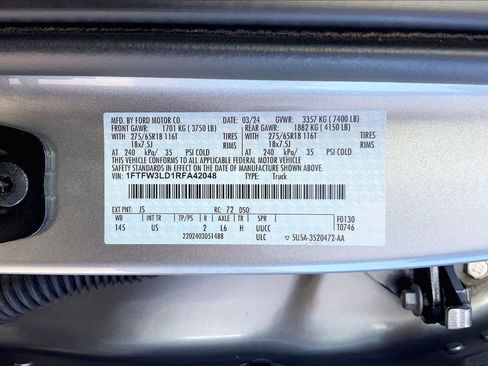 MFD. BY FORD MOTOR CO. 03/24 GVWR: 3357 KG (7400 LB)
FRONT GAWR: 1701 KG (3750 LB) REAR GAWR: 1882 KG (4150 LB)
WITH 275/65R18 116T TIRES WITH 275/65R18 116T TIRES
18x7.5J RIMS 18x7.5J RIMS
AT 240 kPa/ 35 PSI COLD AT 240 kPa/ 35 PSI COLD
THIS VEHICLE CONFORMS TO ALL APPLICABLE FEDERAL MOTOR VEHICLE
SAFETY STANDARDS IN EFFECT ON THE DATE OF MANUFACTURE SHOWN ABOVE.
VIN: 1FTFW3LD1RFA42048 TYPE: Truck
EXT PNT: JS RC: 72 DSO: F0130
WB INT TR TP/PS R AXLE TR SPR T0746
145 US 2 L6 H UUCC
ULC ▽ 5U5A-3520472-AA